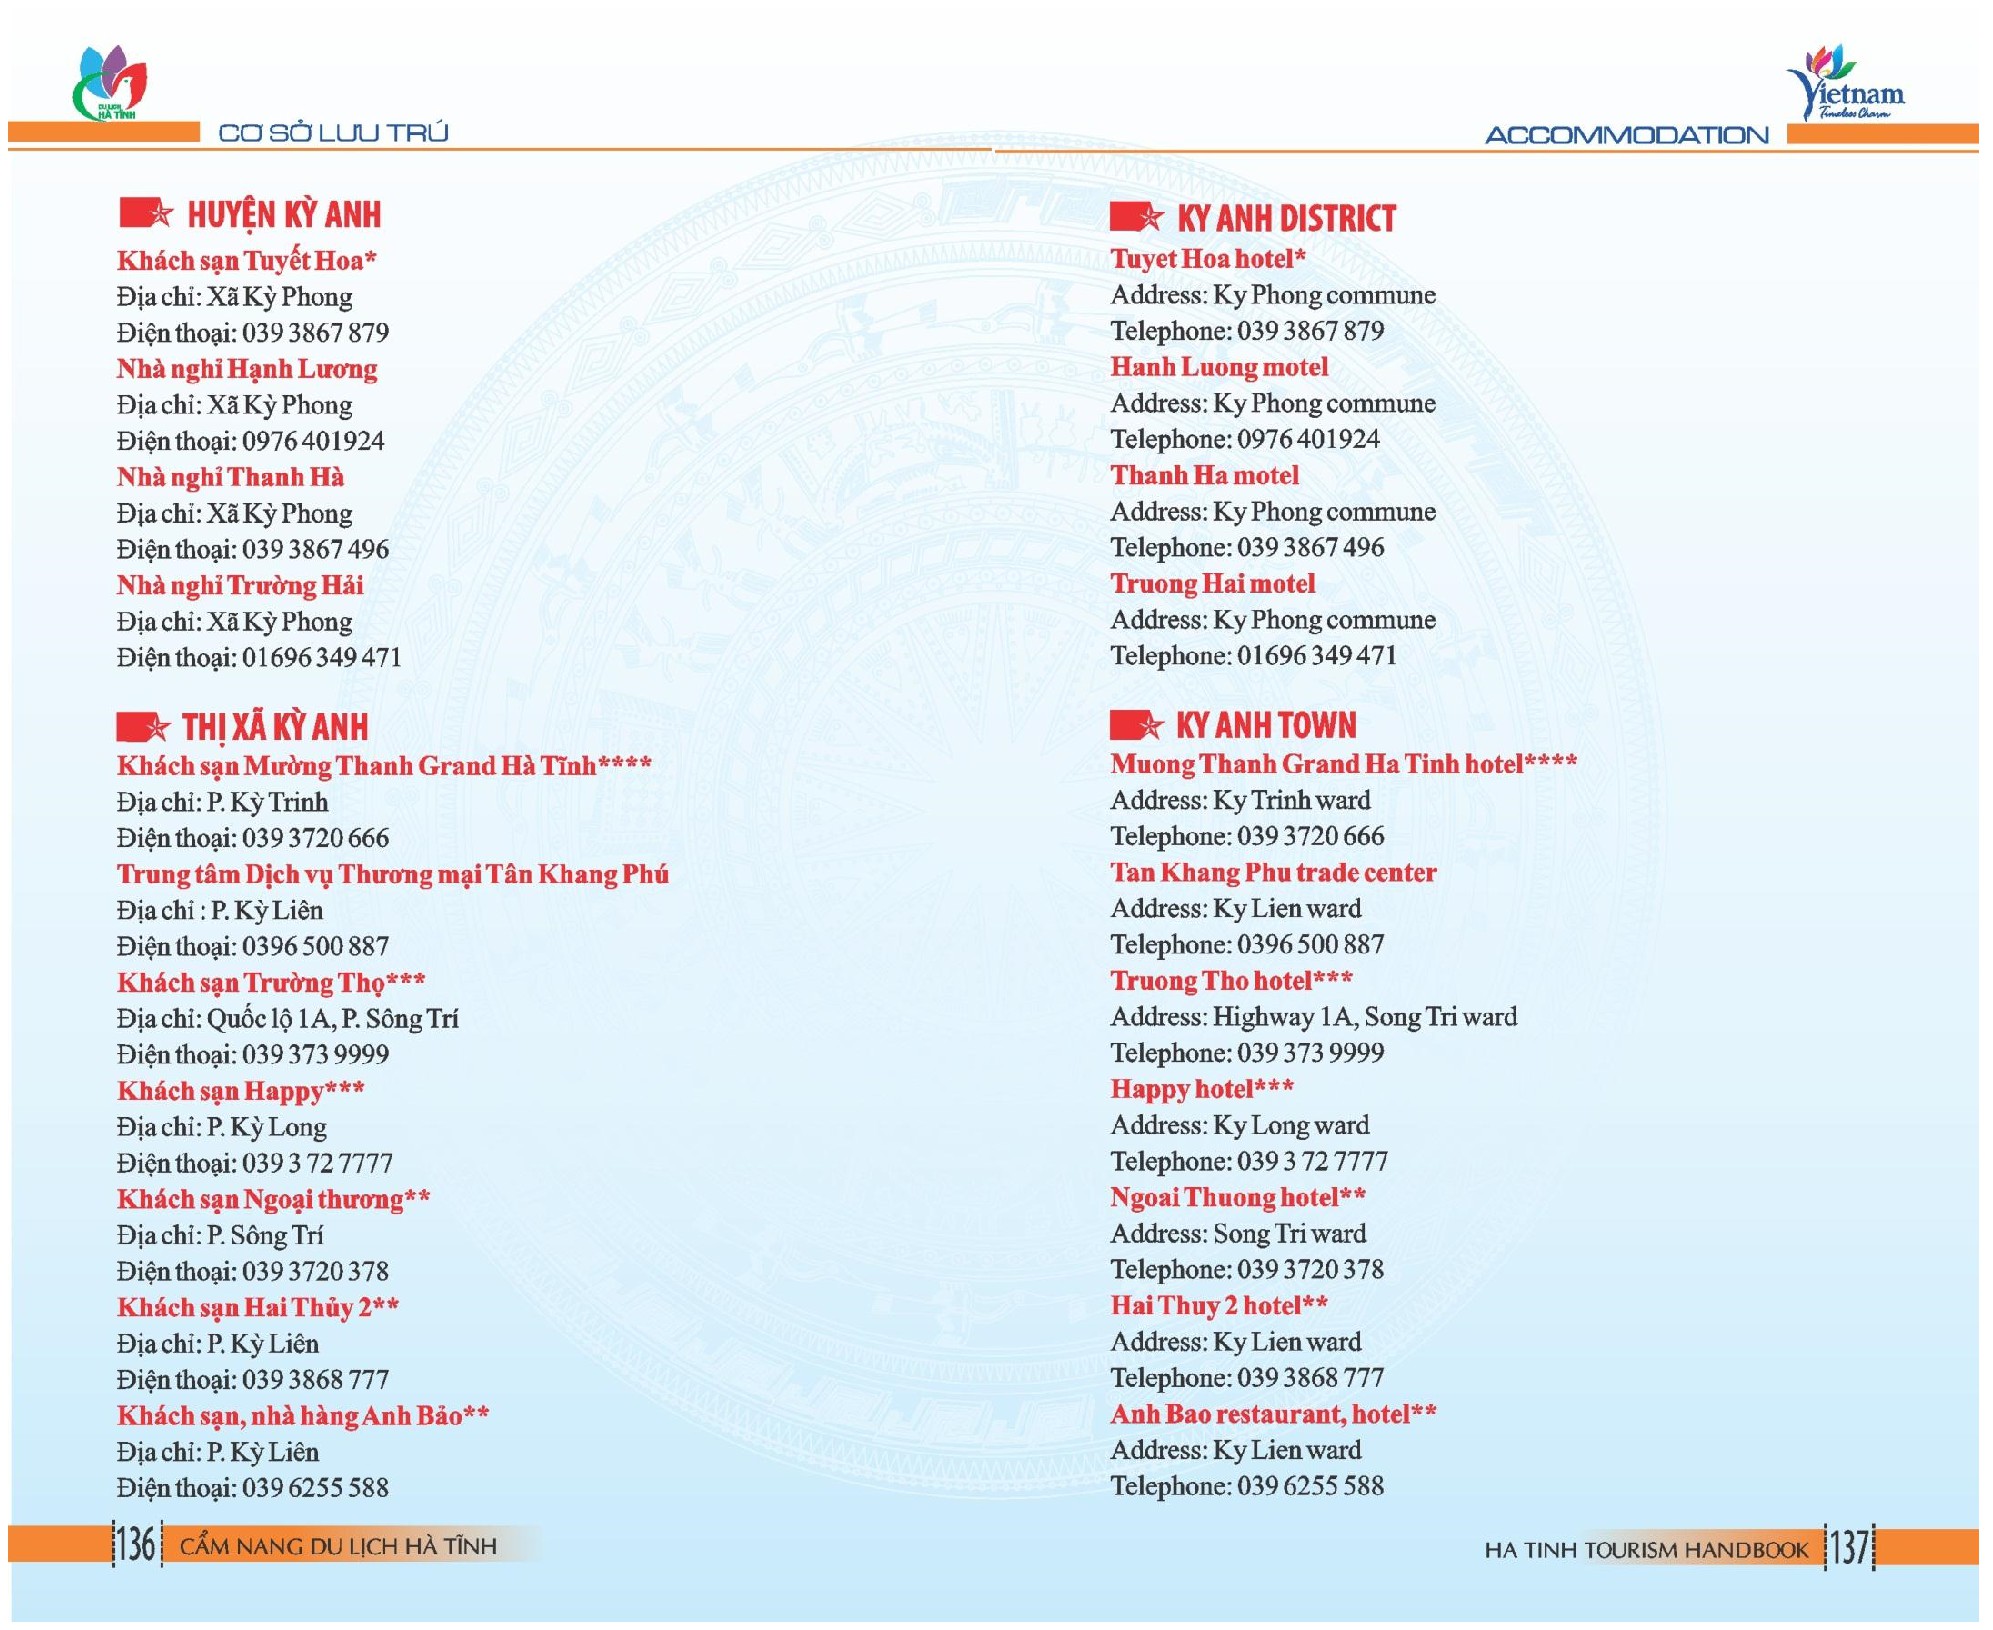 DU LỊCH
HÀ TĨNH
CƠ SỞ LƯU TRÚ
HUYỆN KỲ ANH
Khách sạn Tuyết Hoa*
Địa chỉ: Xã Kỳ Phong
Điện thoại: 039 3867 879
Nhà nghỉ Hạnh Lương
Địa chỉ: Xã Kỳ Phong
Điện thoại: 0976 401924
Nhà nghỉ Thanh Hà
Địa chỉ: Xã Kỳ Phong
Điện thoại: 039 3867 496
Nhà nghỉ Trường Hải
Địa chỉ: Xã Kỳ Phong
Điện thoại: 01696 349 471
THỊ XÃ KỲ ANH
Khách sạn Mường Thanh Grand Hà Tĩnh****
Địa chỉ: P. Kỳ Trinh
Điện thoại: 039 3720 666
Trung tâm Dịch vụ Thương mại Tân Khang Phú
Địa chỉ : P. Kỳ Liên
Điện thoại: 0396 500 887
Khách sạn Trường Thọ***
Địa chỉ: Quốc lộ 1A, P. Sông Trí
Điện thoại: 039 373 9999
Khách sạn Happy***
Địa chỉ: P. Kỳ Long
Điện thoại: 039 3 72 7777
Khách sạn Ngoại thương**
Địa chỉ: P. Sông Trí
Điện thoại: 039 3720 378
Khách sạn Hai Thủy 2**
Địa chỉ: P. Kỳ Liên
Điện thoại: 039 3868 777
Khách sạn, nhà hàng Anh Bảo**
Địa chỉ: P. Kỳ Liên
Điện thoại: 039 6255 588
136 CẨM NANG DU LỊCH HÀ TĨNH
Vietnam
Timeless Charm
ACCOMMODATION
KY ANH DISTRICT
Tuyet Hoa hotel*
Address: Ky Phong commune
Telephone: 039 3867 879
Hanh Luong motel
Address: Ky Phong commune
Telephone: 0976 401924
Thanh Ha motel
Address: Ky Phong commune
Telephone: 039 3867 496
Truong Hai motel
Address: Ky Phong commune
Telephone: 01696 349 471
KY ANH TOWN
Muong Thanh Grand Ha Tinh hotel****
Address: Ky Trinh ward
Telephone: 039 3720 666
Tan Khang Phu trade center
Address: Ky Lien ward
Telephone: 0396 500 887
Truong Tho hotel***
Address: Highway 1A, Song Tri ward
Telephone: 039 373 9999
Happy hotel***
Address: Ky Long ward
Telephone: 039 3 72 7777
Ngoai Thuong hotel**
Address: Song Tri ward
Telephone: 039 3720 378
Hai Thuy 2 hotel**
Address: Ky Lien ward
Telephone: 039 3868 777
Anh Bao restaurant, hotel**
Address: Ky Lien ward
Telephone: 039 6255 588
HA TINH TOURISM HANDBOOK 137